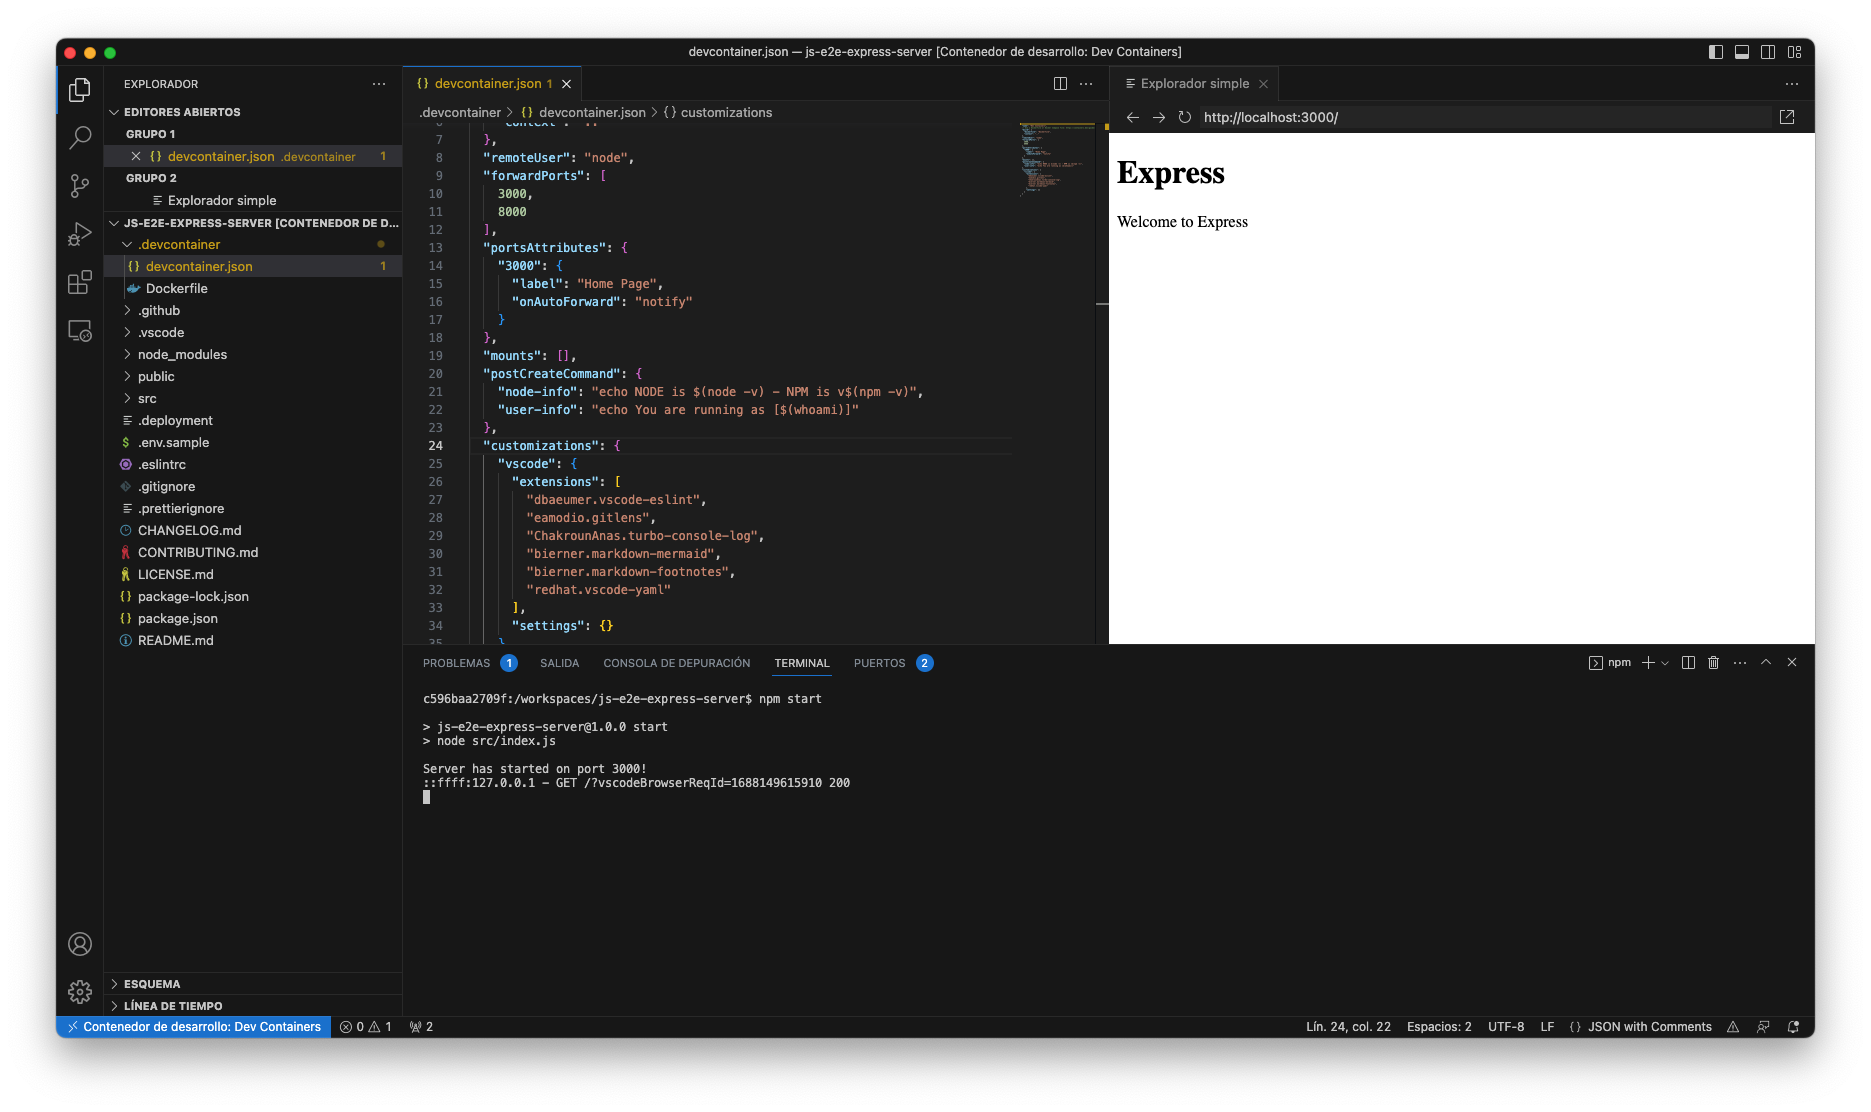 devcontainer.json — js-e2e-express-server [Contenedor de desarrollo: Dev Containers]
EXPLORADOR
EDITORES ABIERTOS
GRUPO 1
{} devcontainer.json .devcontainer 1
GRUPO 2
Explorador simple
JS-E2E-EXPRESS-SERVER [CONTENEDOR DE D...
.devcontainer
{} devcontainer.json 1
Dockerfile
.github
.vscode
node_modules
public
src
.deployment
$ .env.sample
.eslintrc
.gitignore
.prettierignore
CHANGELOG.md
CONTRIBUTING.md
LICENSE.md
{} package-lock.json
{} package.json
README.md
ESQUEMA
LÍNEA DE TIEMPO
{} devcontainer.json 1
.devcontainer > {} devcontainer.json > {} customizations
7 },
8 "remoteUser": "node",
9 "forwardPorts": [
10 3000,
11 8000
12 ],
13 "portsAttributes": {
14 "3000": {
15 "label": "Home Page",
16 "onAutoForward": "notify"
17 }
18 },
19 "mounts": [],
20 "postCreateCommand": {
21 "node-info": "echo NODE is $(node -v) - NPM is v$(npm -v)",
22 "user-info": "echo You are running as [$(whoami)]"
23 },
24 "customizations": {
25 "vscode": {
26 "extensions": [
27 "dbaeumer.vscode-eslint",
28 "eamodio.gitlens",
29 "ChakrounAnas.turbo-console-log",
30 "bierner.markdown-mermaid",
31 "bierner.markdown-footnotes",
32 "redhat.vscode-yaml"
33 ],
34 "settings": {}
35 }
Explorador simple
http://localhost:3000/
Express
Welcome to Express
PROBLEMAS 1 SALIDA CONSOLA DE DEPURACIÓN TERMINAL PUERTOS 2
npm
c596baa2709f:/workspaces/js-e2e-express-server$ npm start
> js-e2e-express-server@1.0.0 start
> node src/index.js
Server has started on port 3000!
::ffff:127.0.0.1 - GET /?vscodeBrowserReqId=1688149615910 200
Contenedor de desarrollo: Dev Containers 0 1 2
Lín. 24, col. 22 Espacios: 2 UTF-8 LF {} JSON with Comments